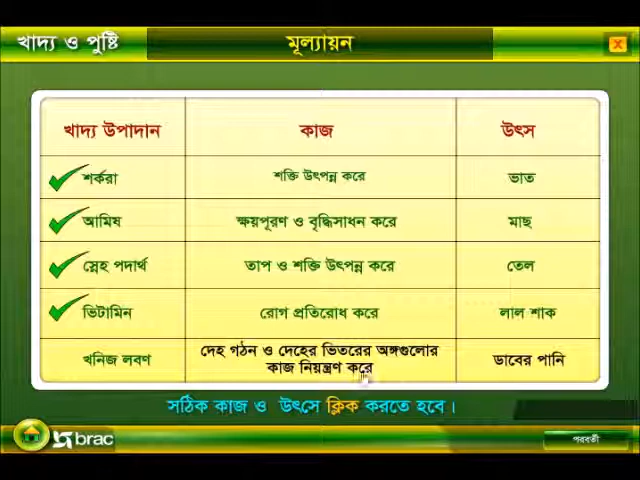 খাদ্য ও পুষ্টি
মূল্যায়ন
খাদ্য উপাদান কাজ উৎস
শর্করা শক্তি উৎপন্ন করে ভাত
আমিষ ক্ষয়পূরণ ও বৃদ্ধিসাধন করে মাছ
স্নেহ পদার্থ তাপ ও শক্তি উৎপন্ন করে তেল
ভিটামিন রোগ প্রতিরোধ করে লাল শাক
খনিজ লবণ দেহ গঠন ও দেহের ভিতরের অঙ্গগুলোর কাজ নিয়ন্ত্রণ করে ডাবের পানি
সঠিক কাজ ও উৎসে ক্লিক করতে হবে।
brac
পরবর্তী